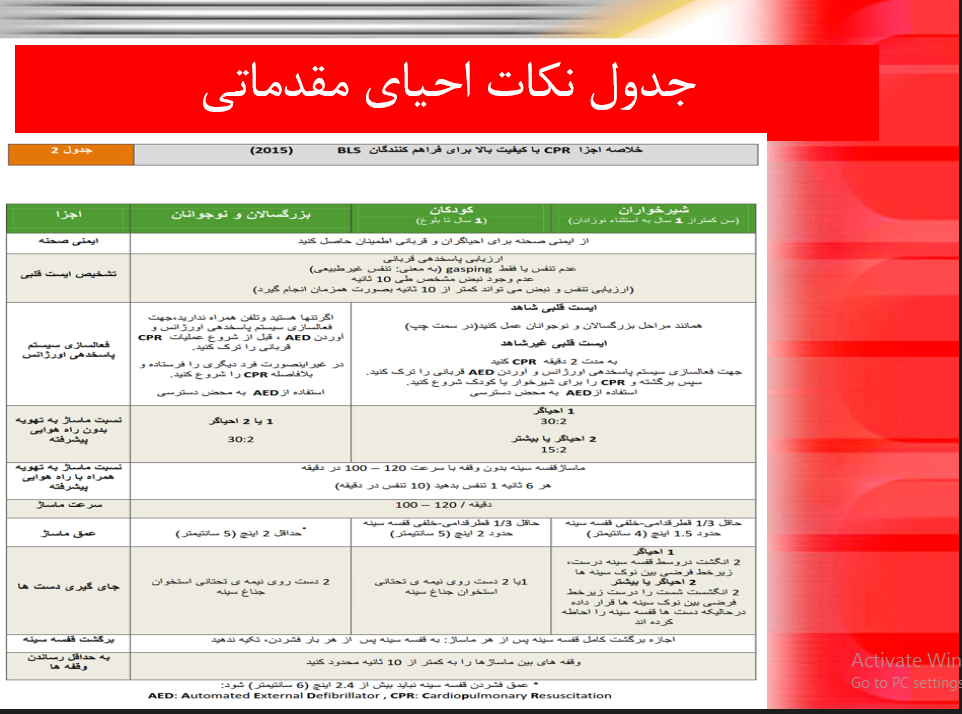 جدول نکات احیای مقدماتی
جدول 2
خلاصه اجزا CPR با کیفیت بالا برای فراهم کنندگان BLS (2015)
اجزا
بزرگسالان و نوجوانان
کودکان
(1 سال تا بلوغ)
شیرخواران
(سن کمتراز 1 سال به استثناء نوزادان)
ایمنی صحنه
از ایمنی صحنه برای احیاگران و قربانی اطمینان حاصل کنید
تشخیص ایست قلبی
ارزیابی پاسخدهی قربانی
عدم تنفس یا فقط gasping (به معنی: تنفس غیرطبیعی)
عدم وجود نبض مشخص طی 10 ثانیه
(ارزیابی تنفس و نبض می تواند کمتر از 10 ثانیه بصورت همزمان انجام گیرد)
فعالسازی سیستم
پاسخدهی اورژانس
اگرتنها هستید وتلفن همراه ندارید،جهت
فعالسازی سیستم پاسخدهی اورژانس و
آوردن AED ، قبل از شروع عملیات CPR
قربانی را ترک کنید.
در غیراینصورت فرد دیگری را فرستاده و
بلافاصله CPR را شروع کنید.
استفاده از AED به محض دسترسی
ایست قلبی شاهد
همانند مراحل بزرگسالان و نوجوانان عمل کنید(در سمت چپ)
ایست قلبی غیرشاهد
به مدت 2 دقیقه CPR کنید
جهت فعالسازی سیستم پاسخدهی اورژانس و آوردن AED قربانی را ترک کنید.
سپس برگشته و CPR را برای شیرخوار یا کودک شروع کنید.
استفاده از AED به محض دسترسی
نسبت ماساژ به تهویه
بدون راه هوایی
پیشرفته
1 یا 2 احیاگر
30:2
1 احیاگر
30:2
2 احیاگر یا بیشتر
15:2
نسبت ماساژ به تهویه
همراه با راه هوایی
پیشرفته
ماساژقفسه سینه بدون وقفه با سرعت 120 – 100 در دقیقه
هر 6 ثانیه 1 تنفس بدهید (10 تنفس در دقیقه)
سرعت ماساژ
دقیقه / 120 – 100
عمق ماساژ
حداقل 2 اینچ (5 سانتیمتر)*
حاقل 1/3 قطرقدامی-خلفی قفسه سینه
حدود 2 اینچ (5 سانتیمتر)
حاقل 1/3 قطرقدامی-خلفی قفسه سینه
حدود 1.5 اینچ (4 سانتیمتر)
جای گیری دست ها
2 دست روی نیمه ی تحتانی استخوان
جناغ سینه
1یا 2 دست روی نیمه ی تحتانی
استخوان جناغ سینه
1 احیاگر
2 انگشت دروسط قفسه سینه درست،
زیرخط فرضی بین نوک سینه ها
2 احیاگر یا بیشتر
2 انگشست شست را درست زیرخط
فرضی بین نوک سینه ها قرار داده
درحالیکه دست ها قفسه سینه را احاطه
کرده اند
برگشت قفسه سینه
اجازه برگشت کامل قفسه سینه پس از هر ماساژ: به قفسه سینه پس از هر بار فشردن، تکیه ندهید
به حداقل رساندن
وقفه ها
وقفه های بین ماساژها را به کمتر از 10 ثانیه محدود کنید
* عمق فشردن قفسه سینه نباید بیش از 2.4 اینچ (6 سانتیمتر) شود:
AED: Automated External Defibrillator , CPR: Cardiopulmonary Resuscitation
Activate Win
Go to PC settings